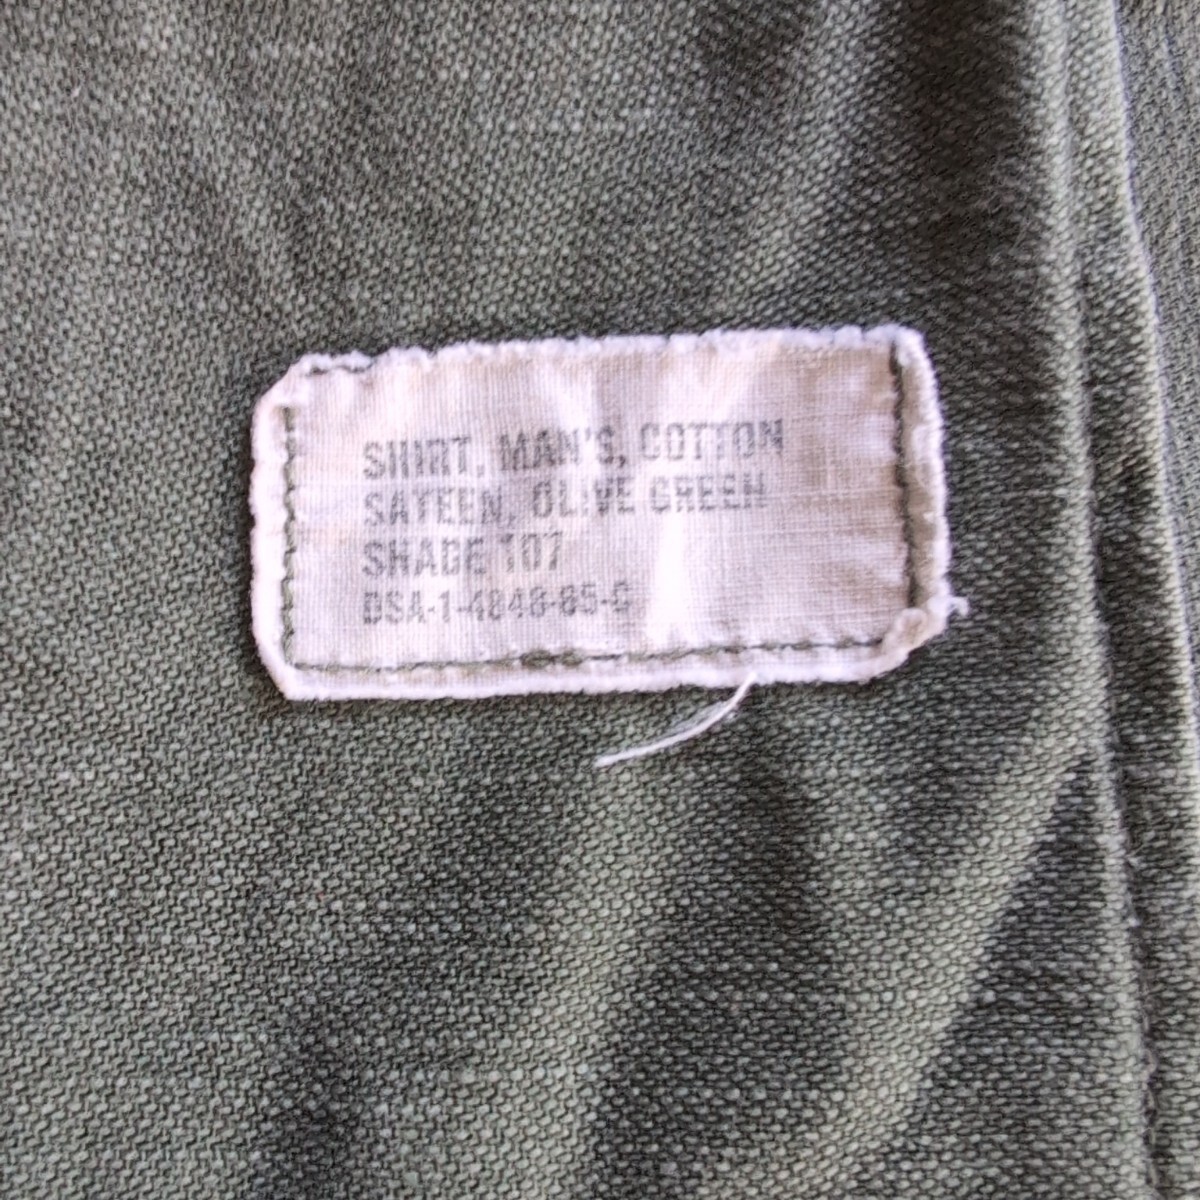 SHIRT, MAN'S, COTTON
SATEEN, OLIVE GREEN
SHADE 107
DSA-1-4848-65-C